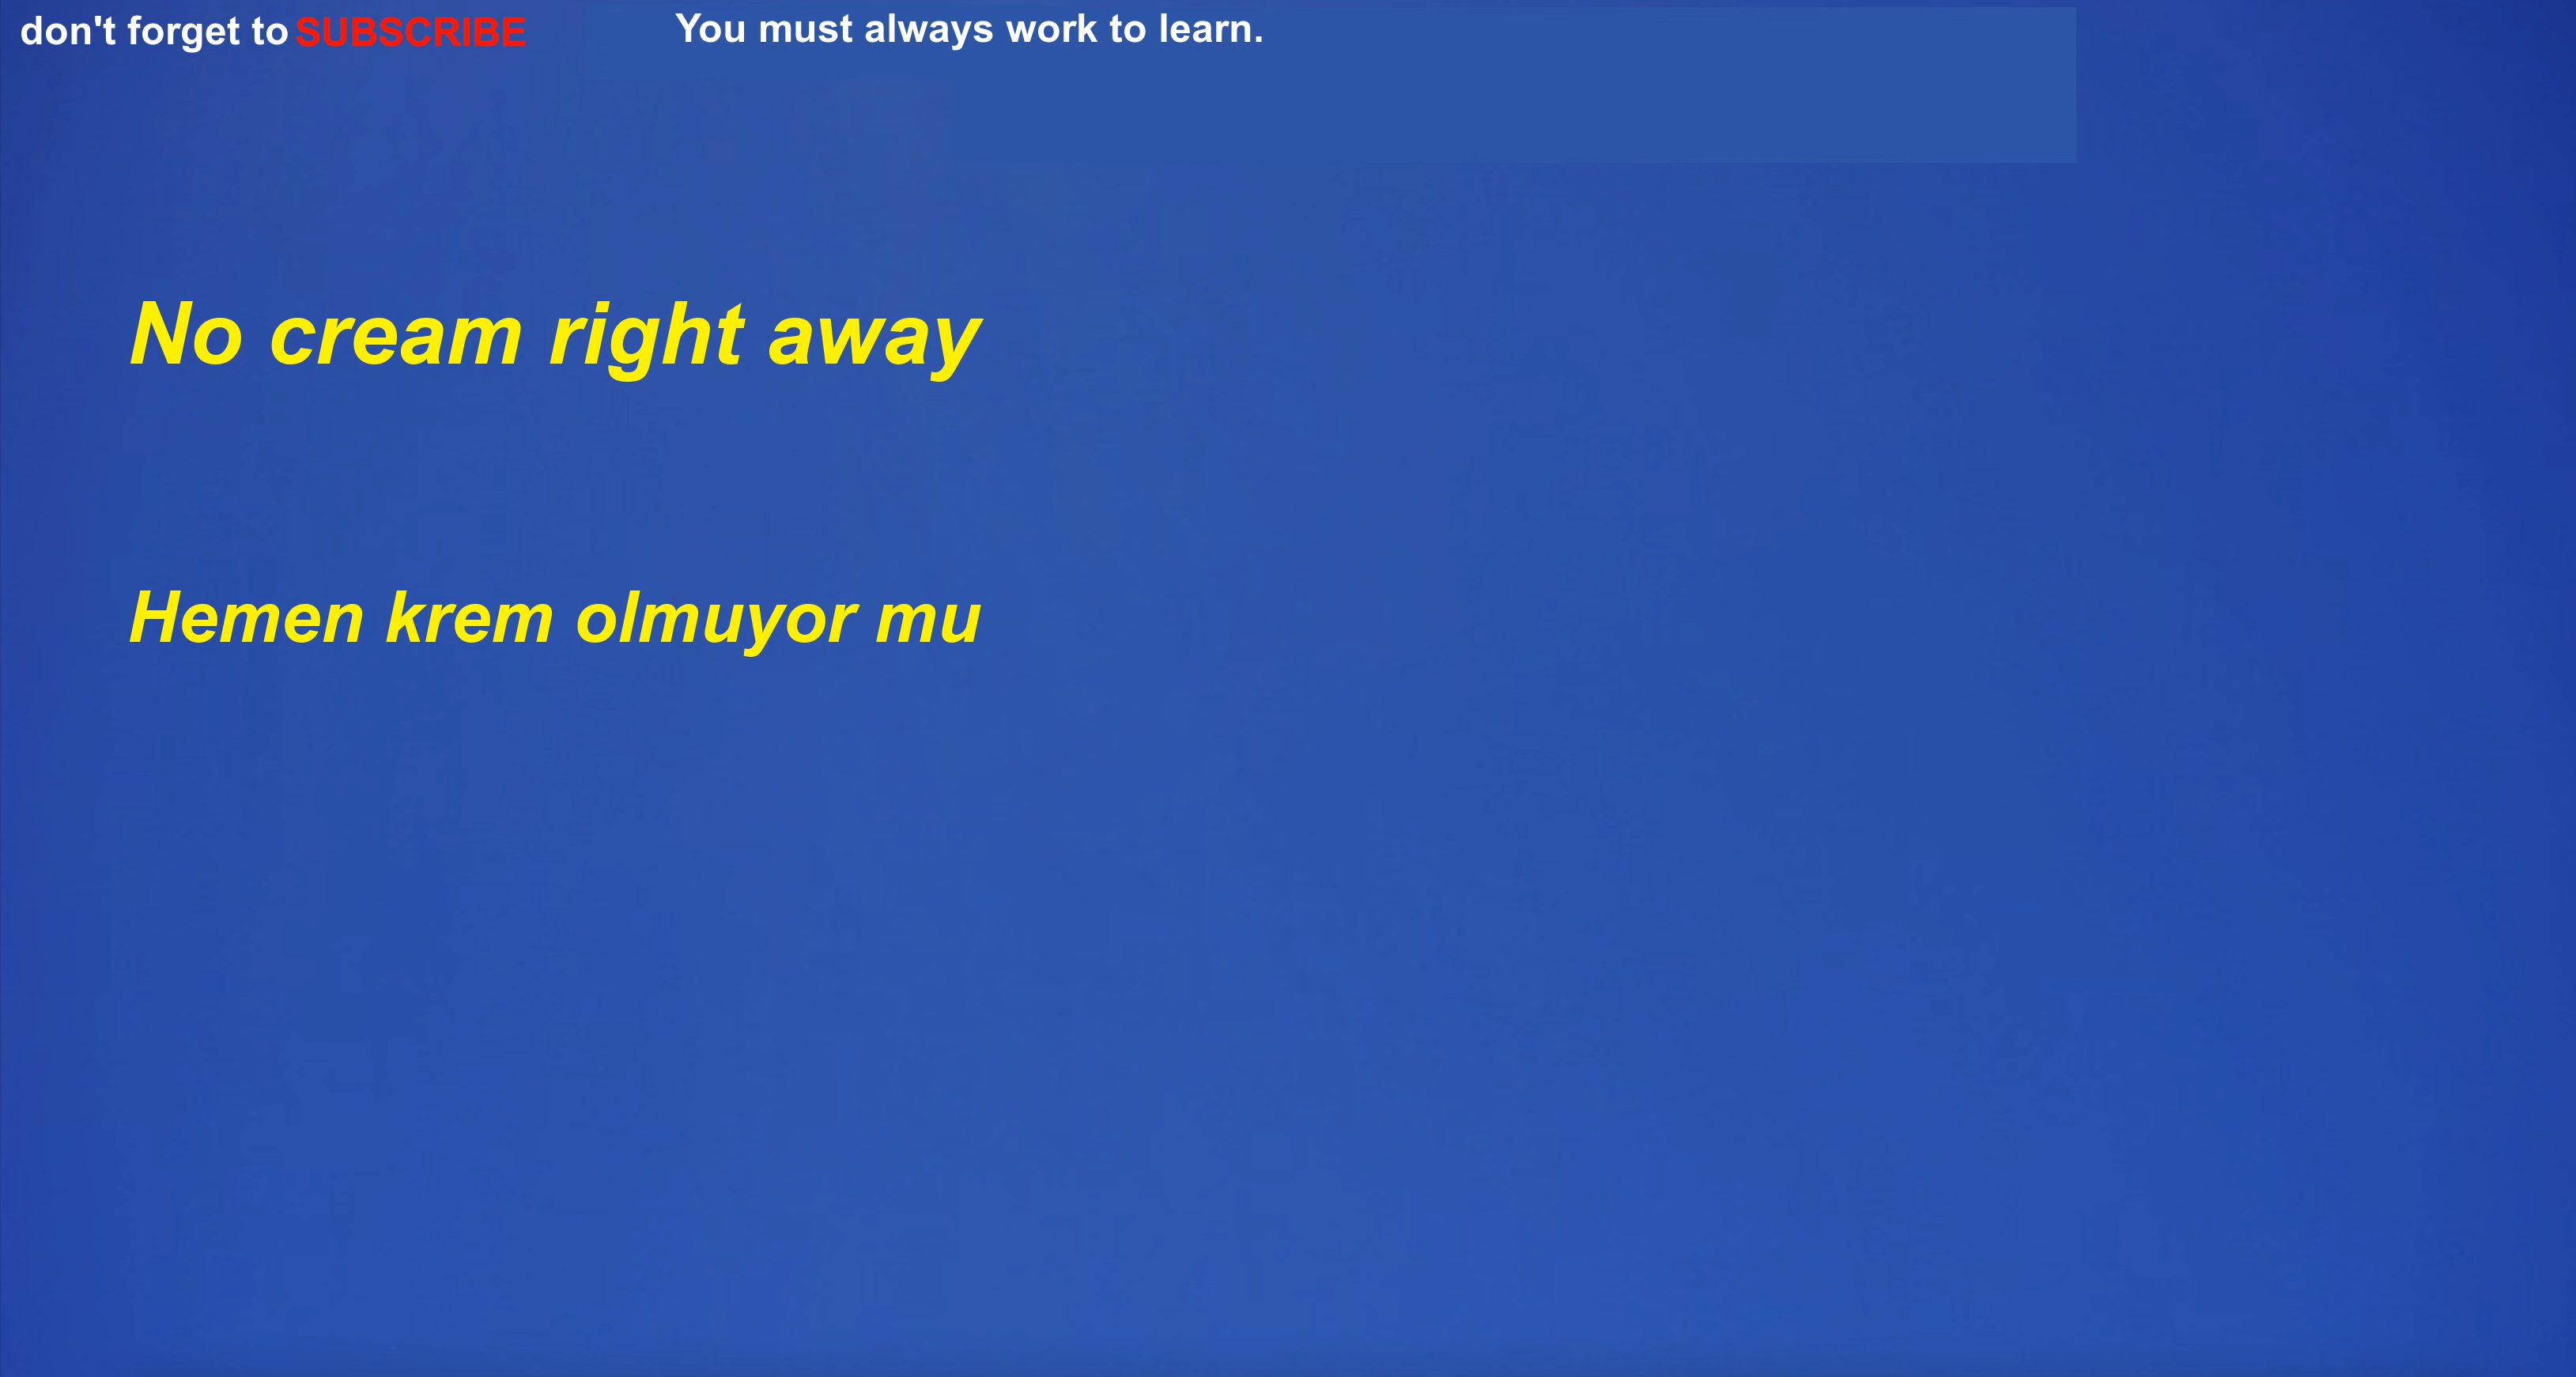 don't forget to SUBSCRIBE
You must always work to learn.
No cream right away
Hemen krem olmuyor mu